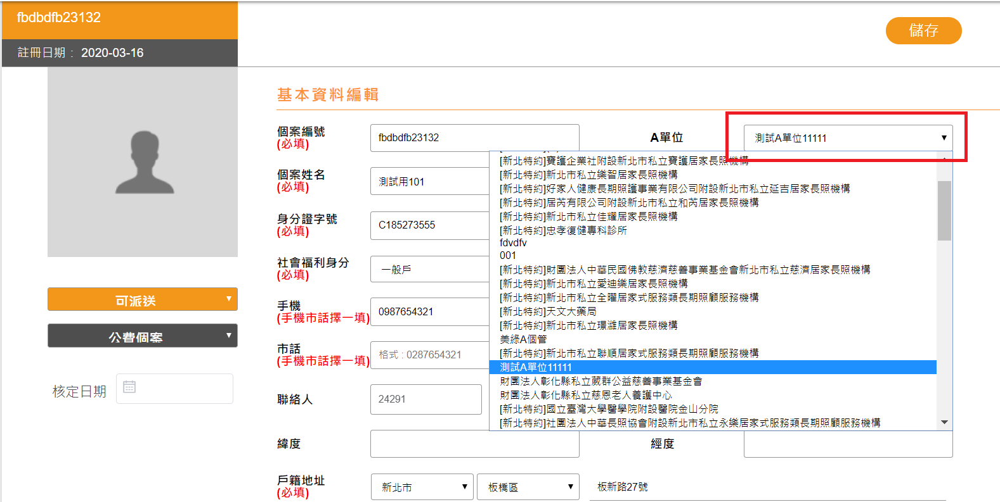 fbdbdfb23132
儲存
註冊日期 : 2020-03-16
基本資料編輯
個案編號
(必填)
fbdbdfb23132
A單位
測試A單位11111
[新北特約]寶護企業社附設新北市私立寶護居家長照機構
[新北特約]新北市私立樂智居家長照機構
[新北特約]好家人健康長期照護事業有限公司附設新北市私立延吉居家長照機構
[新北特約]居芮有限公司附設新北市私立和芮居家長照機構
[新北特約]新北市私立佳耀居家長照機構
[新北特約]忠孝復健專科診所
fdvdfv
001
[新北特約]財團法人中華民國佛教慈濟慈善事業基金會新北市私立慈濟居家長照機構
[新北特約]新北市私立愛迪樂居家長照機構
[新北特約]新北市私立全曜居家式服務類長期照顧服務機構
[新北特約]天文大藥局
[新北特約]新北市私立璟濰居家長照機構
美綠A個管
[新北特約]新北市私立聯順居家式服務類長期照顧服務機構
測試A單位11111
財團法人彰化縣私立葳群公益慈善事業基金會
財團法人彰化縣私立慈恩老人養護中心
[新北特約]國立臺灣大學醫學院附設醫院金山分院
[新北特約]社團法人中華長照協會附設新北市私立永樂居家式服務類長期照顧服務機構
個案姓名
(必填)
測試用101
身分證字號
(必填)
C185273555
社會福利身分
(必填)
一般戶
可派送
手機
(手機市話擇一填)
0987654321
公費個案
市話
(手機市話擇一填)
格式 : 0287654321
核定日期
聯絡人
24291
緯度
經度
戶籍地址
(必填)
新北市
板橋區
板新路27號